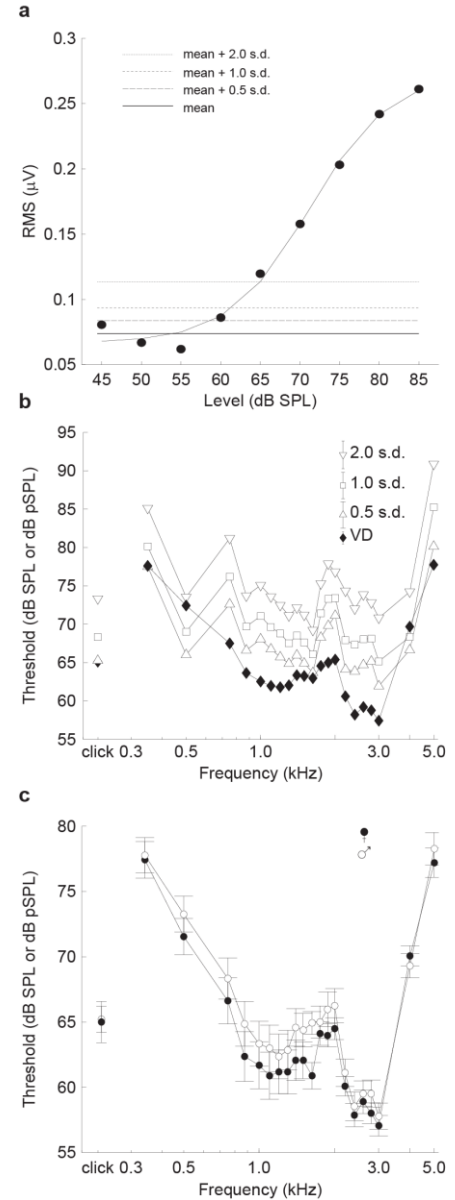 a
0.3
mean + 2.0 s.d.
mean + 1.0 s.d.
mean + 0.5 s.d.
mean
0.25
0.2
0.15
0.1
0.05
RMS (μV)
45 50 55 60 65 70 75 80 85
Level (dB SPL)
b
95
90
85
80
75
70
65
60
55
Threshold (dB SPL or dB pSPL)
2.0 s.d.
1.0 s.d.
0.5 s.d.
VD
click 0.3 0.5 1.0 3.0 5.0
Frequency (kHz)
c
80
75
70
65
60
55
Threshold (dB SPL or dB pSPL)
click 0.3 0.5 1.0 3.0 5.0
Frequency (kHz)